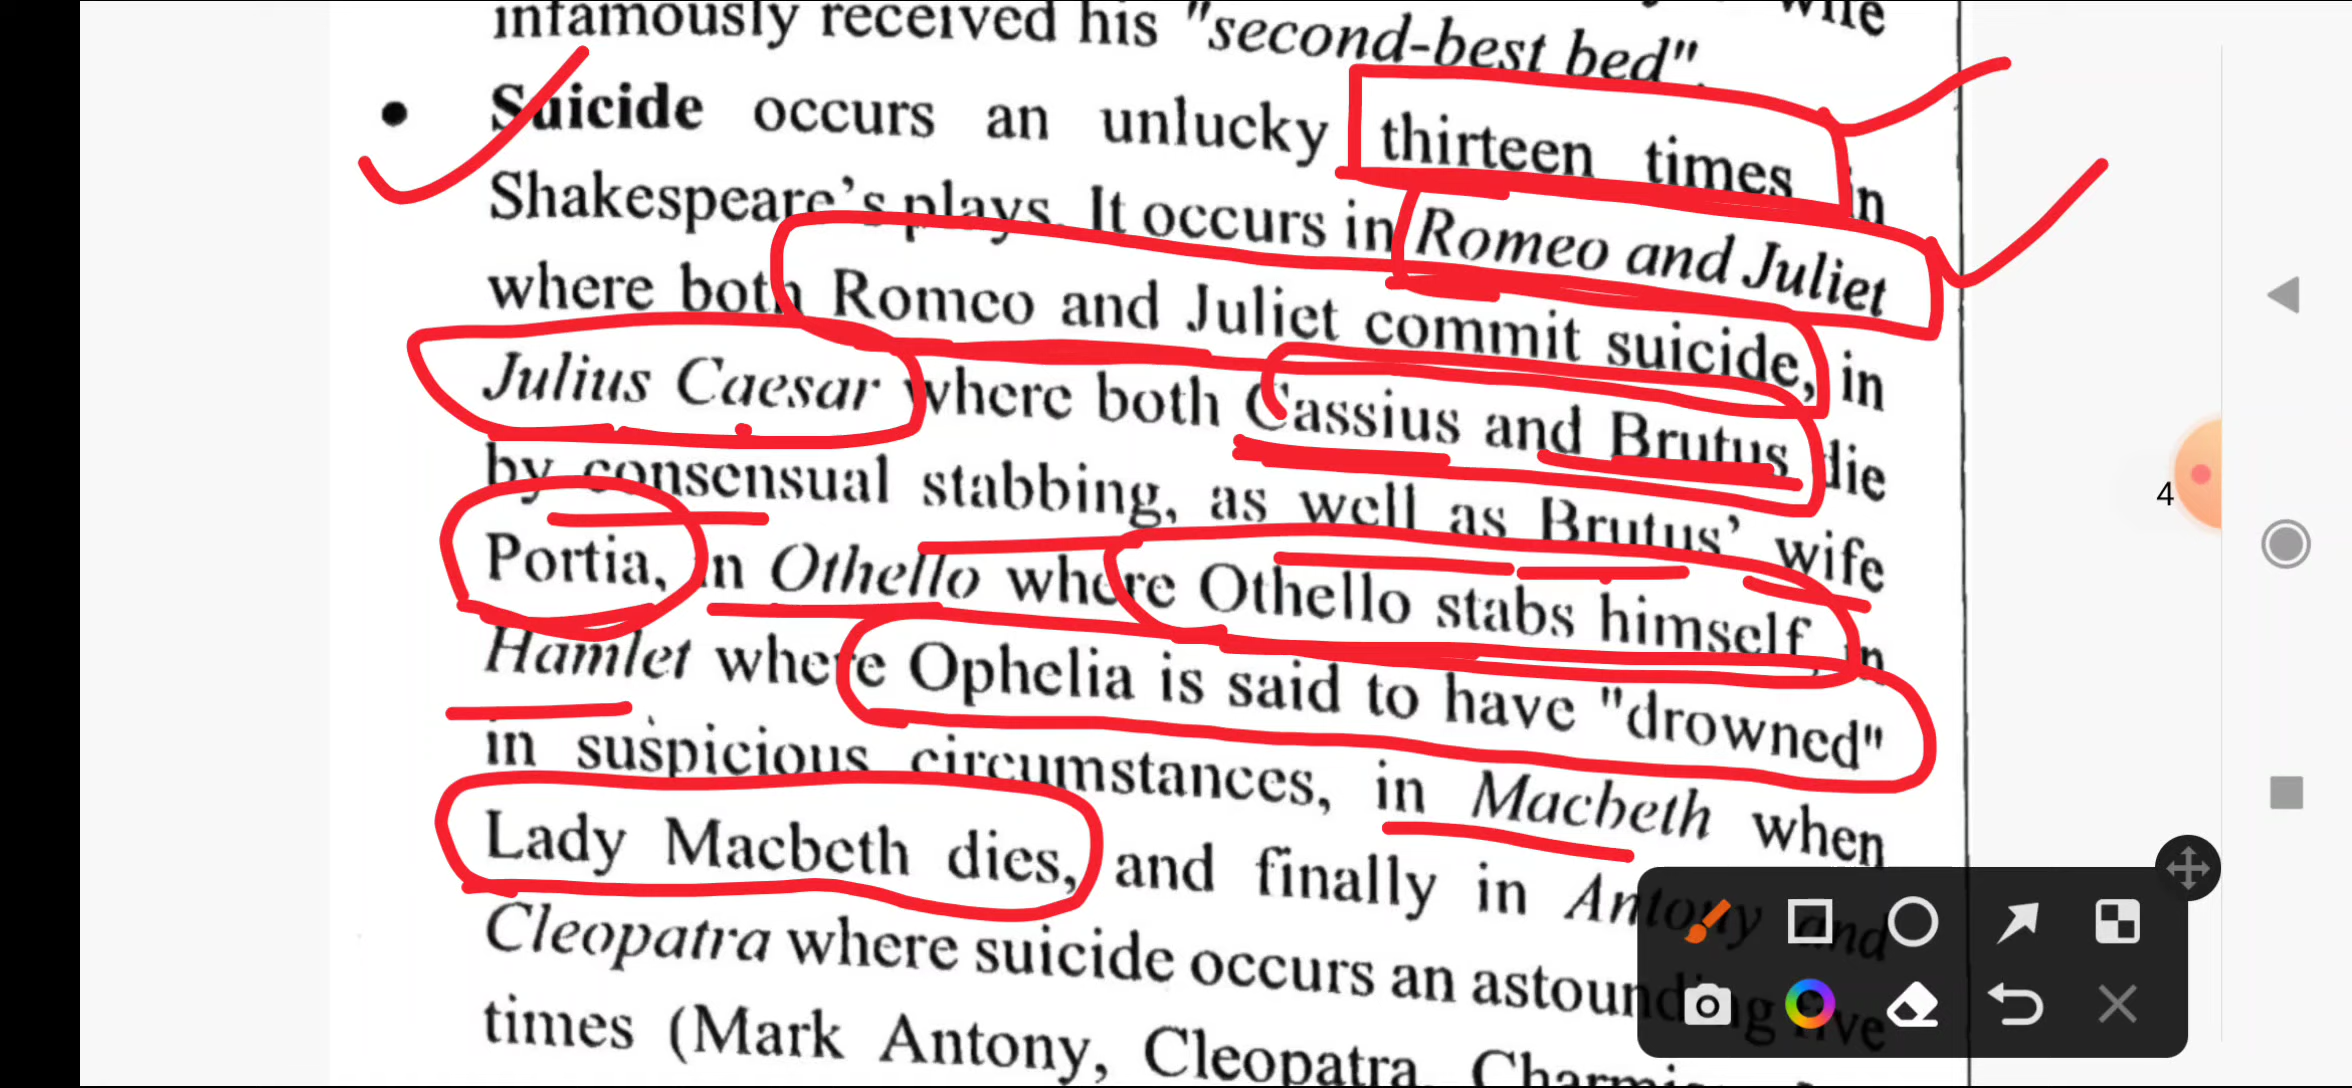 infamously received his "second-best bed".
wife
• Suicide occurs an unlucky thirteen times in
Shakespeare's plays. It occurs in Romeo and Juliet
where both Romeo and Juliet commit suicide, in
Julius Caesar where both Cassius and Brutus die
by consensual stabbing, as well as Brutus' wife
Portia, in Othello where Othello stabs himself, in
Hamlet where Ophelia is said to have "drowned"
in suspicious circumstances, in Macbeth when
Lady Macbeth dies, and finally in Antony and
Cleopatra where suicide occurs an astounding five
times (Mark Antony, Cleopatra,
4